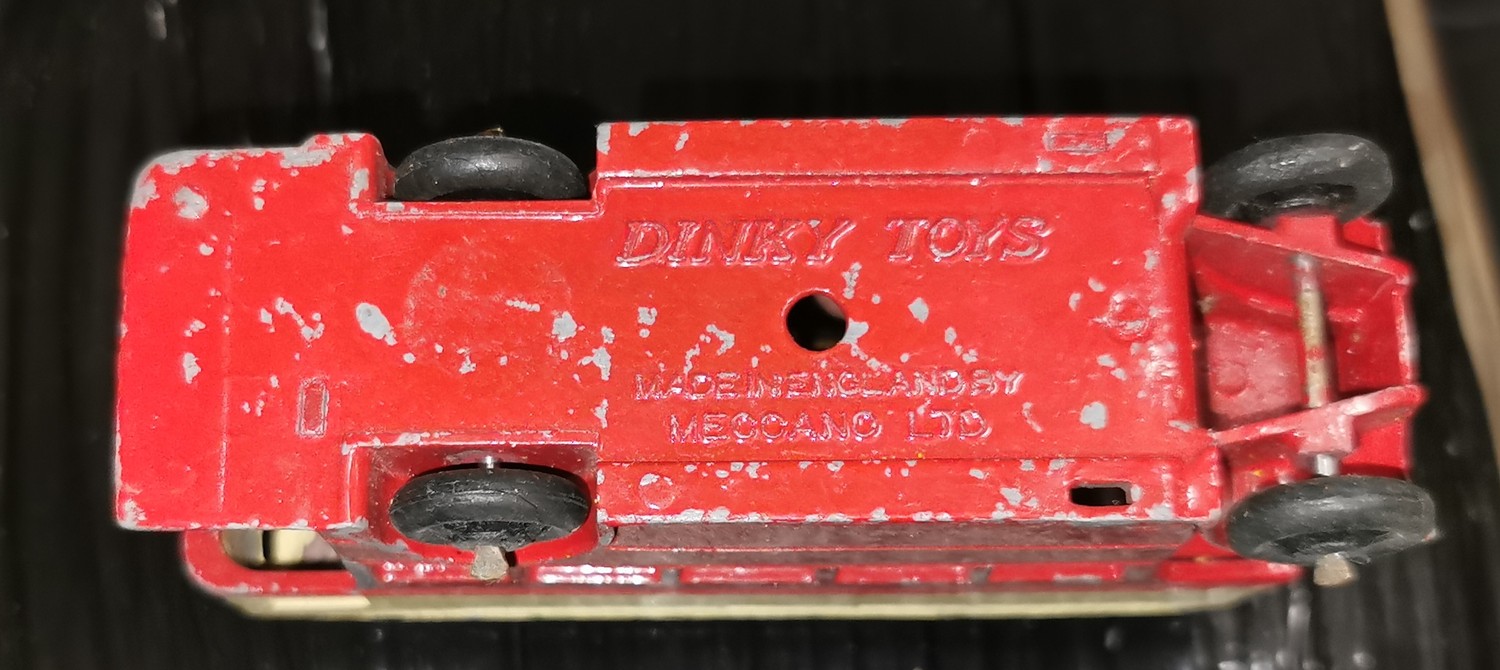 DINKY TOYS
MADE IN ENGLAND BY
MECCANO LTD